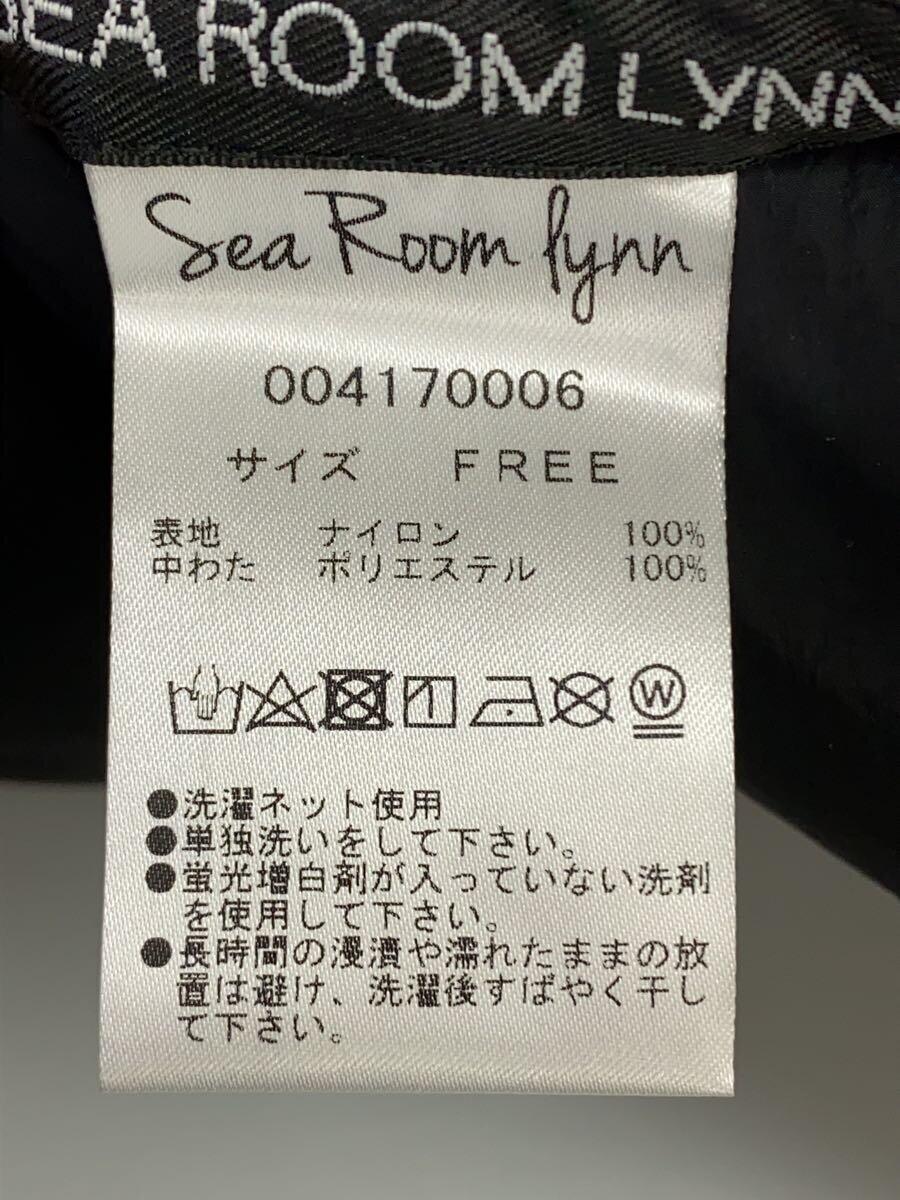 SEA ROOM LYNN
Sea Room lynn
004170006
サイズ FREE
表地 ナイロン 100%
中わた ポリエステル 100%
W
●洗濯ネット使用
●単独洗いをして下さい。
●蛍光増白剤が入っていない洗剤
を使用して下さい。
●長時間の浸漬や濡れたままの放
置は避け、洗濯後すばやく干し
て下さい。